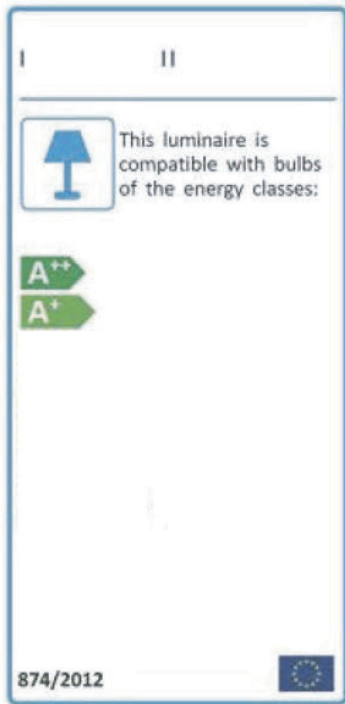 I II
This luminaire is
compatible with bulbs
of the energy classes:
A++
A+
874/2012